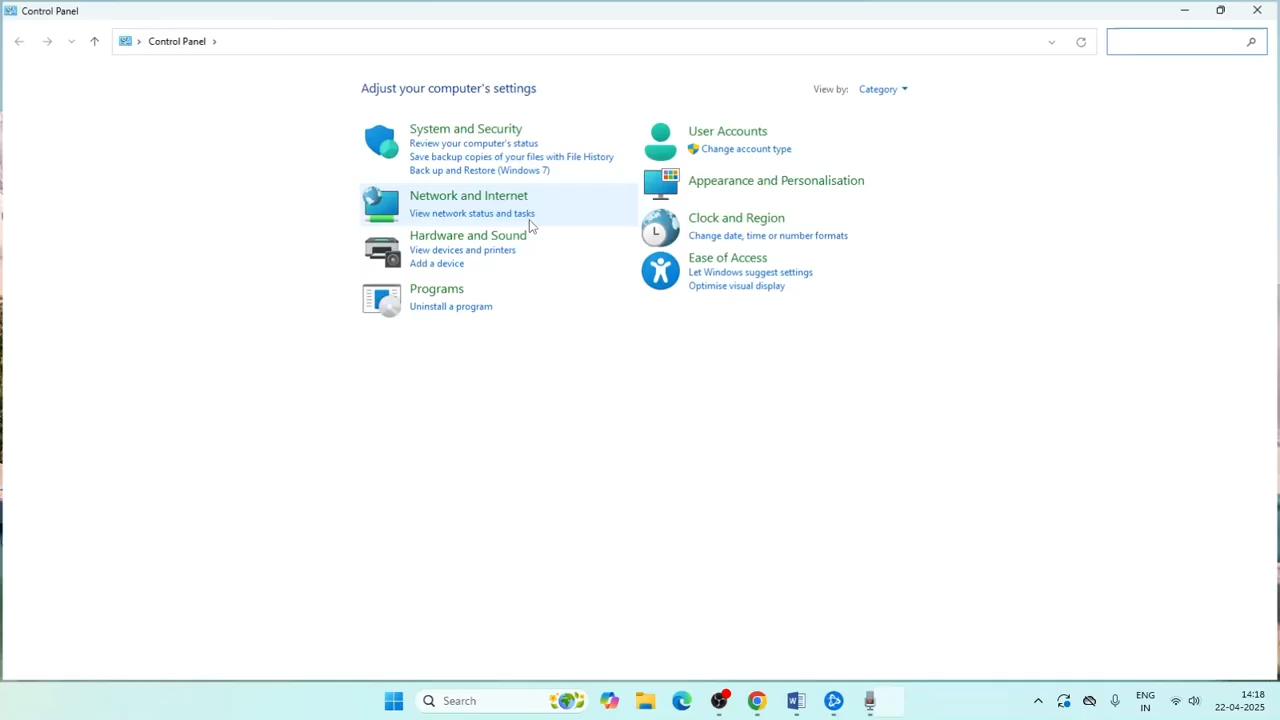 Control Panel
Control Panel
Adjust your computer's settings
View by: Category
System and Security
Review your computer's status
Save backup copies of your files with File History
Back up and Restore (Windows 7)
Network and Internet
View network status and tasks
Hardware and Sound
View devices and printers
Add a device
Programs
Uninstall a program
User Accounts
Change account type
Appearance and Personalisation
Clock and Region
Change date, time or number formats
Ease of Access
Let Windows suggest settings
Optimise visual display
Search
ENG
IN
14:18
22-04-2025